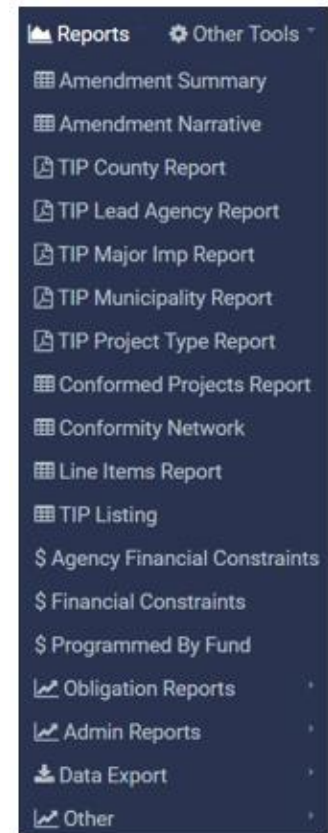 Reports Other Tools
Amendment Summary
Amendment Narrative
TIP County Report
TIP Lead Agency Report
TIP Major Imp Report
TIP Municipality Report
TIP Project Type Report
Conformed Projects Report
Conformity Network
Line Items Report
TIP Listing
$ Agency Financial Constraints
$ Financial Constraints
$ Programmed By Fund
Obligation Reports
Admin Reports
Data Export
Other